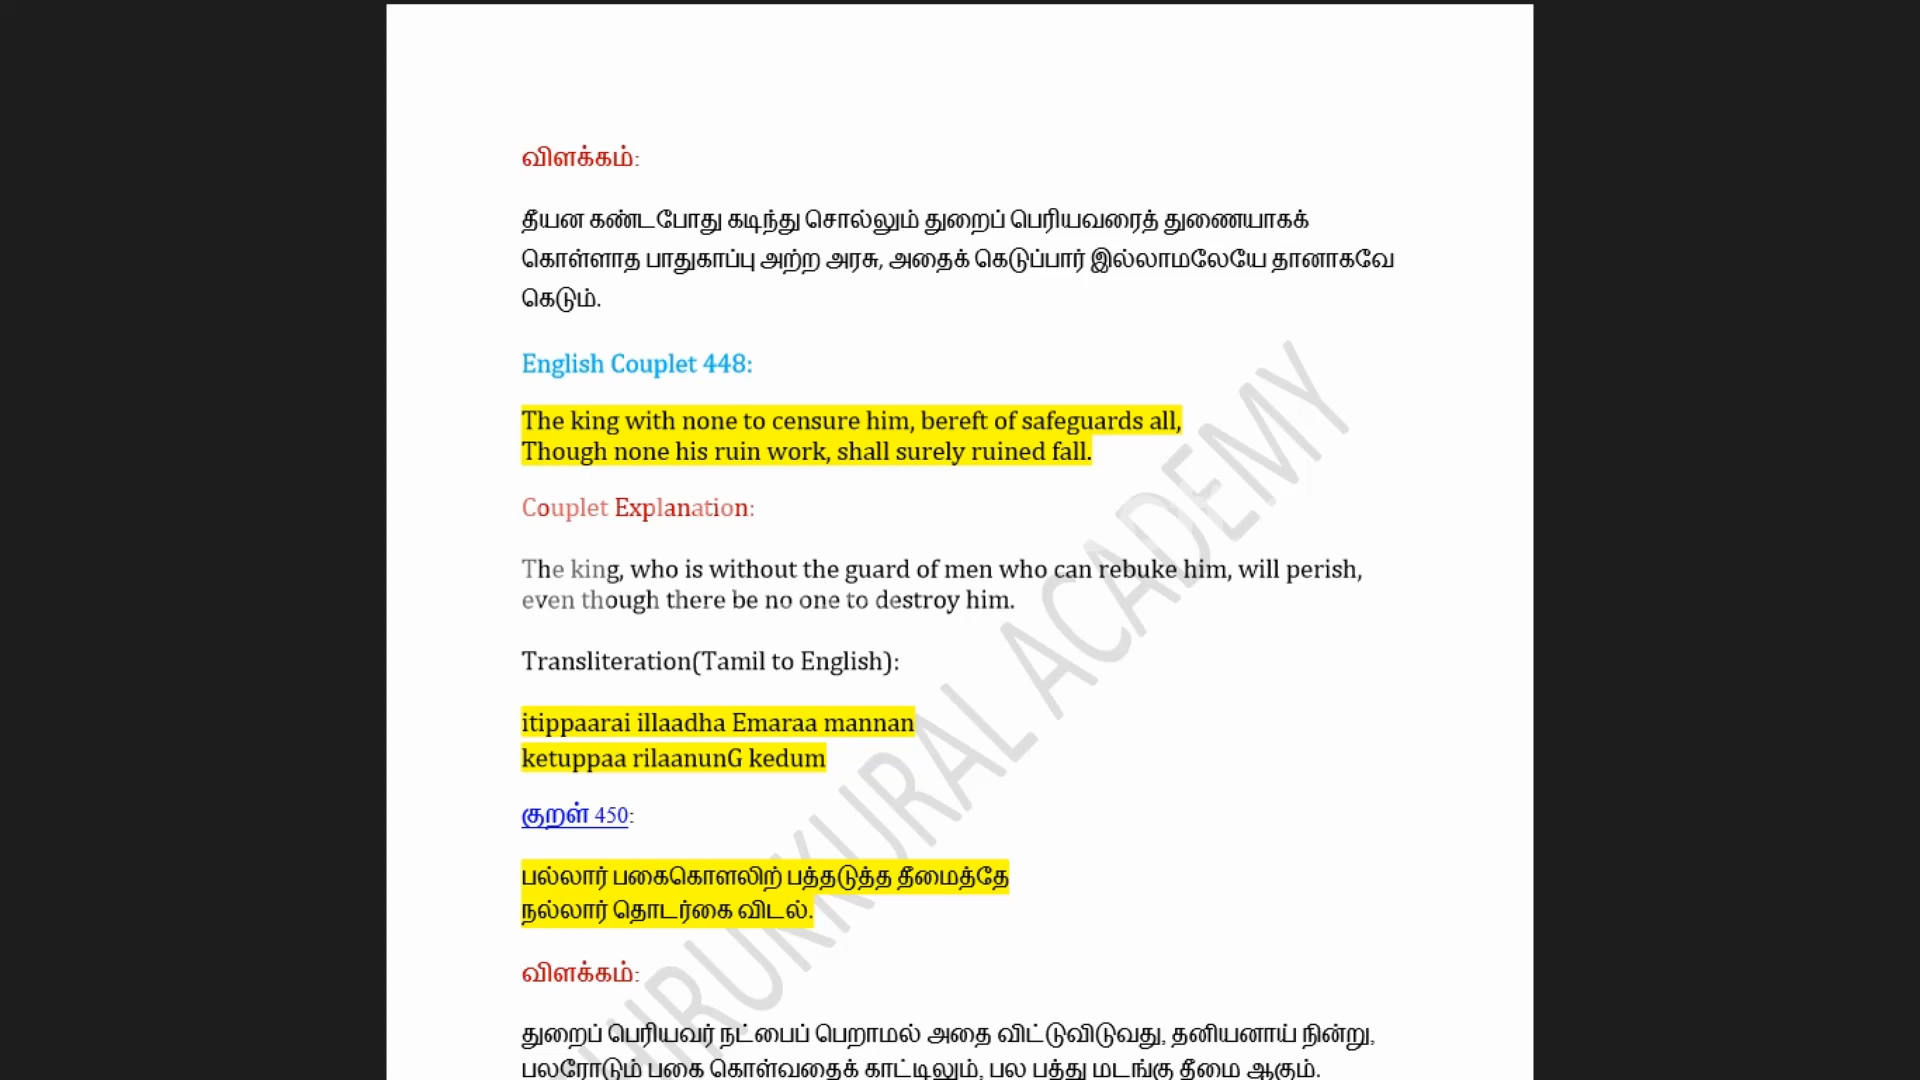 விளக்கம்:
தீயன கண்டபோது கடிந்து சொல்லும் துறைப் பெரியவரைத் துணையாகக்
கொள்ளாத பாதுகாப்பு அற்ற அரசு, அதைக் கெடுப்பார் இல்லாமலேயே தானாகவே
கெடும்.
English Couplet 448:
The king with none to censure him, bereft of safeguards all,
Though none his ruin work, shall surely ruined fall.
Couplet Explanation:
The king, who is without the guard of men who can rebuke him, will perish,
even though there be no one to destroy him.
Transliteration(Tamil to English):
itippaarai illaadha Emaraa mannan
ketuppaa rilaanunG kedum
குறள் 450:
பல்லார் பகைகொளலிற் பத்தடுத்த தீமைத்தே
நல்லார் தொடர்கை விடல்.
விளக்கம்:
துறைப் பெரியவர் நட்பைப் பெறாமல் அதை விட்டுவிடுவது, தனியனாய் நின்று,
பலரோடும் பகை கொள்வதைக் காட்டிலும், பல பத்து மடங்கு தீமை ஆகும்.
THIRUKKURAL ACADEMY